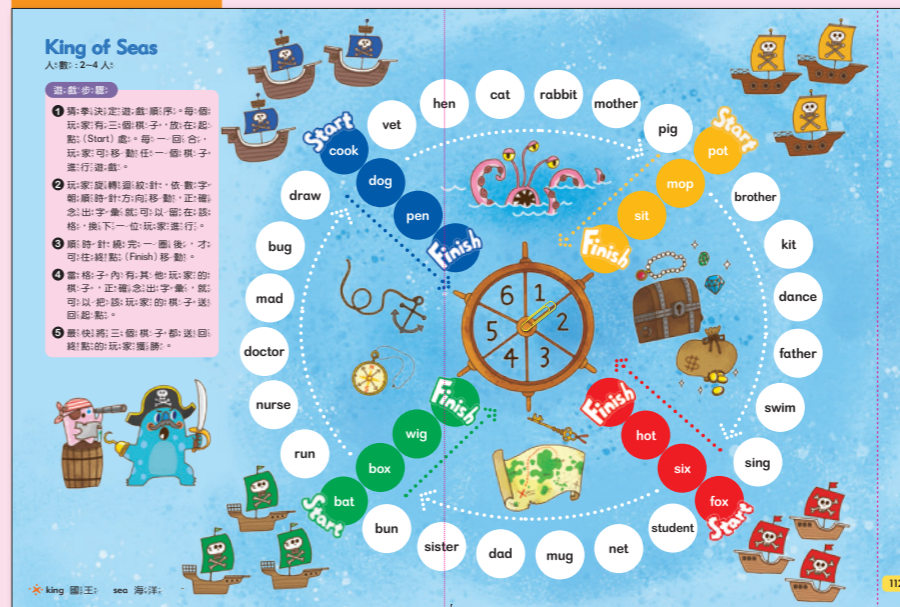 King of Seas
人數:2–4人
遊戲步驟
1 猜拳決定遊戲順序。每個
玩家有三個棋子,放在起
點(Start)處。每一回合,
玩家可移動任一個棋子
進行遊戲。
2 玩家旋轉迴紋針,依數字
朝順時針方向移動,正確
念出字彙就可以留在該
格,換下一位玩家進行。
3 順時針繞完一圈後,才
可往終點(Finish)移動。
4 當格子內有其他玩家的
棋子,正確念出字彙,就
可以把該玩家的棋子送
回起點。
5 最快將三個棋子都送回
終點的玩家獲勝。
Start
cook
dog
pen
Finish
vet
hen
cat
rabbit
mother
pig
Start
pot
mop
sit
Finish
brother
kit
dance
father
swim
sing
Start
fox
six
hot
Finish
student
net
mug
dad
sister
bun
Start
bat
box
wig
Finish
run
nurse
doctor
mad
bug
draw
1
2
3
4
5
6
king 國王 sea 海洋
112